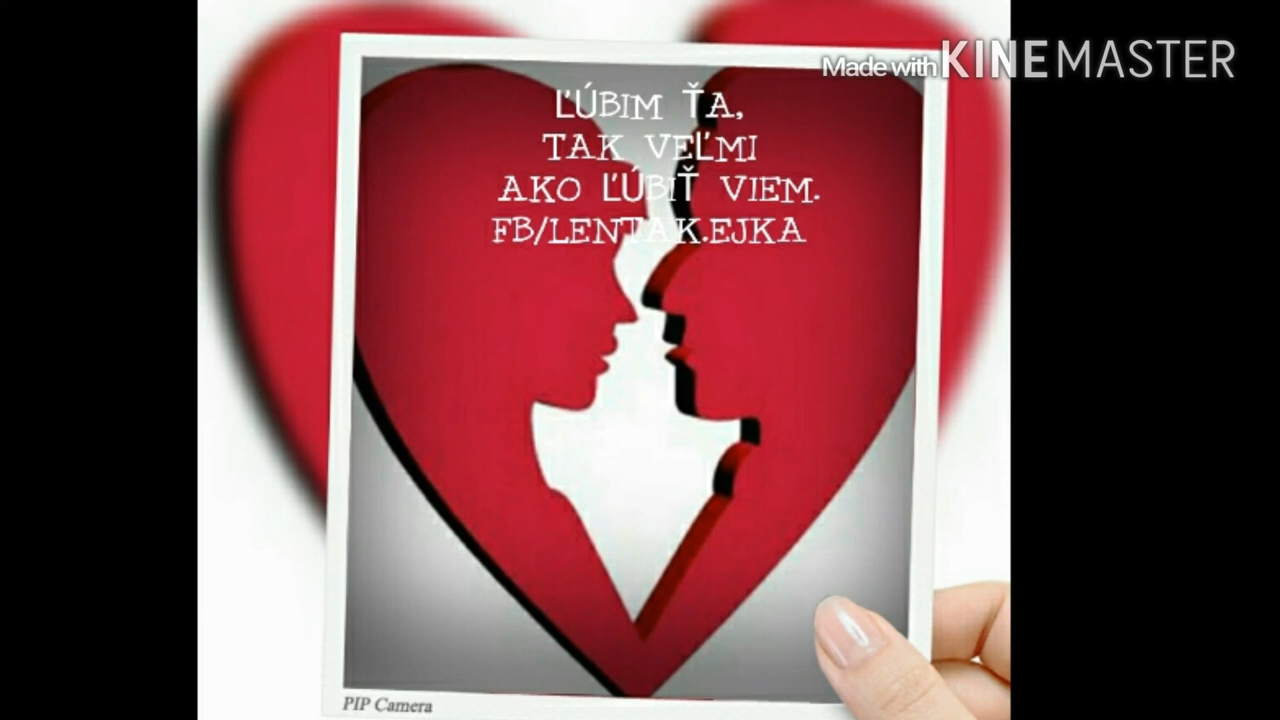 Made with KINEMASTER
ĽÚBIM ŤA,
TAK VEĽMI
AKO ĽÚBIŤ VIEM.
FB/LENTAK.EJKA
PIP Camera